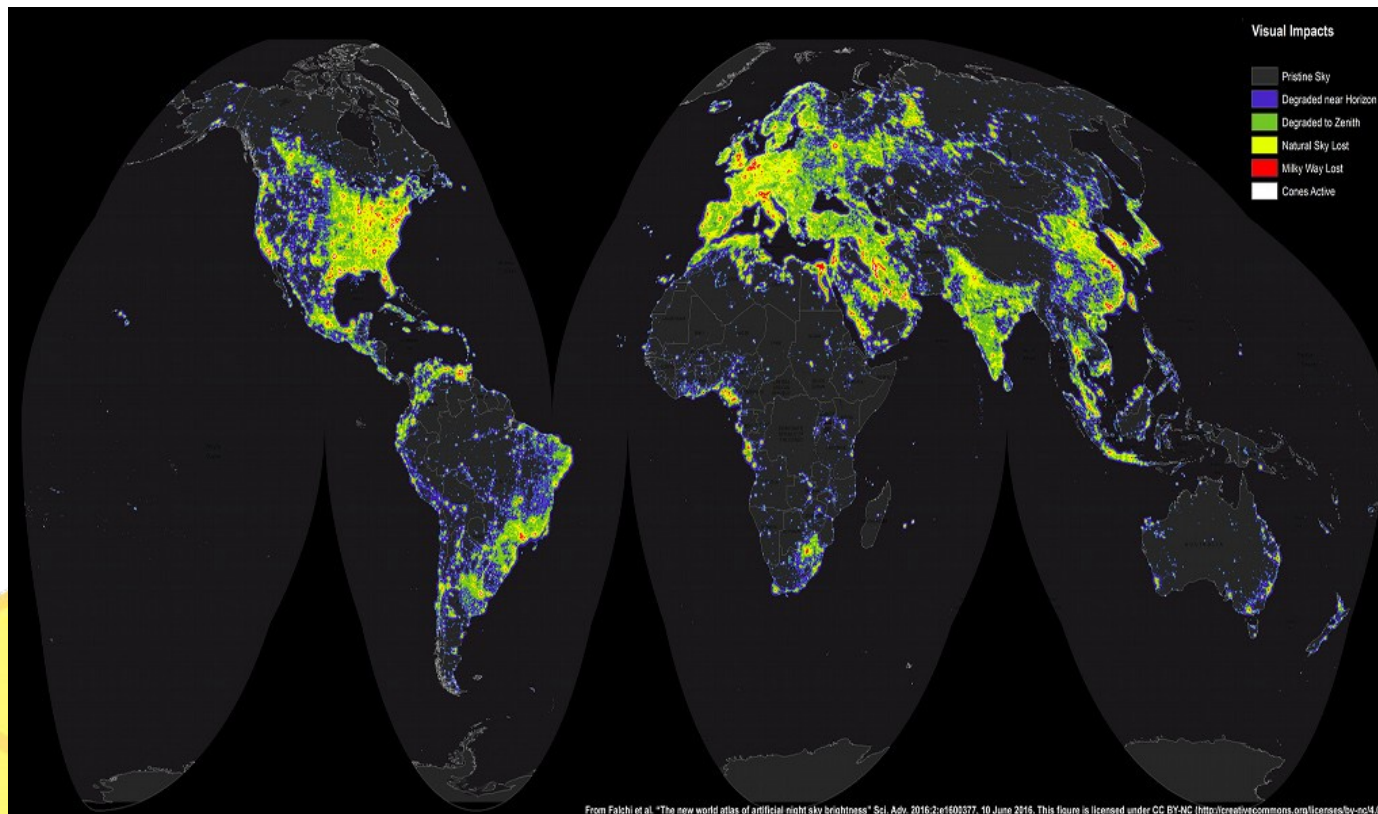 Visual Impacts
Pristine Sky
Degraded near Horizon
Degraded to Zenith
Natural Sky Lost
Milky Way Lost
Cones Active
AUSTRALIA
From Falchi et al. "The new world atlas of artificial night sky brightness" Sci. Adv. 2016;2:e1600377, 10 June 2016. This figure is licensed under CC BY-NC (http://creativecommons.org/licenses/by-nc/4.